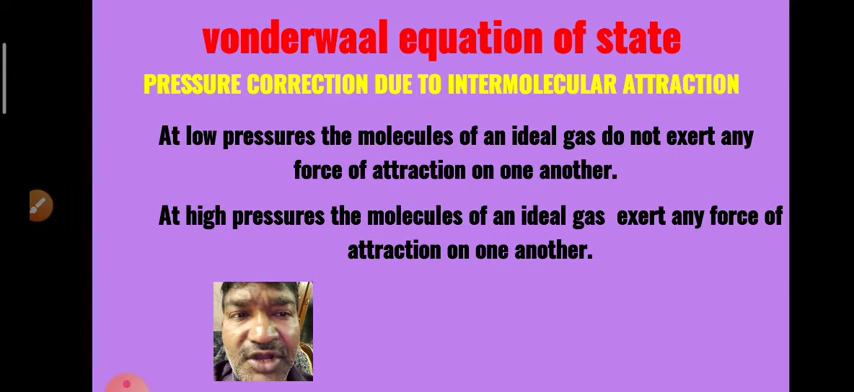 vonderwaal equation of state
PRESSURE CORRECTION DUE TO INTERMOLECULAR ATTRACTION
At low pressures the molecules of an ideal gas do not exert any
force of attraction on one another.
At high pressures the molecules of an ideal gas exert any force of
attraction on one another.